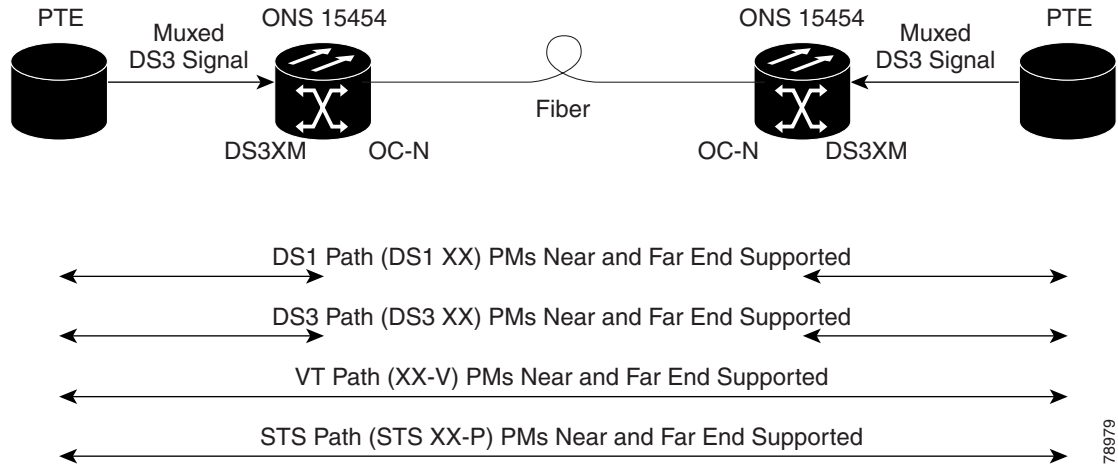 PTE
ONS 15454
ONS 15454
PTE
Muxed
DS3 Signal
Muxed
DS3 Signal
Fiber
DS3XM
OC-N
OC-N
DS3XM
DS1 Path (DS1 XX) PMs Near and Far End Supported
DS3 Path (DS3 XX) PMs Near and Far End Supported
VT Path (XX-V) PMs Near and Far End Supported
STS Path (STS XX-P) PMs Near and Far End Supported
78979